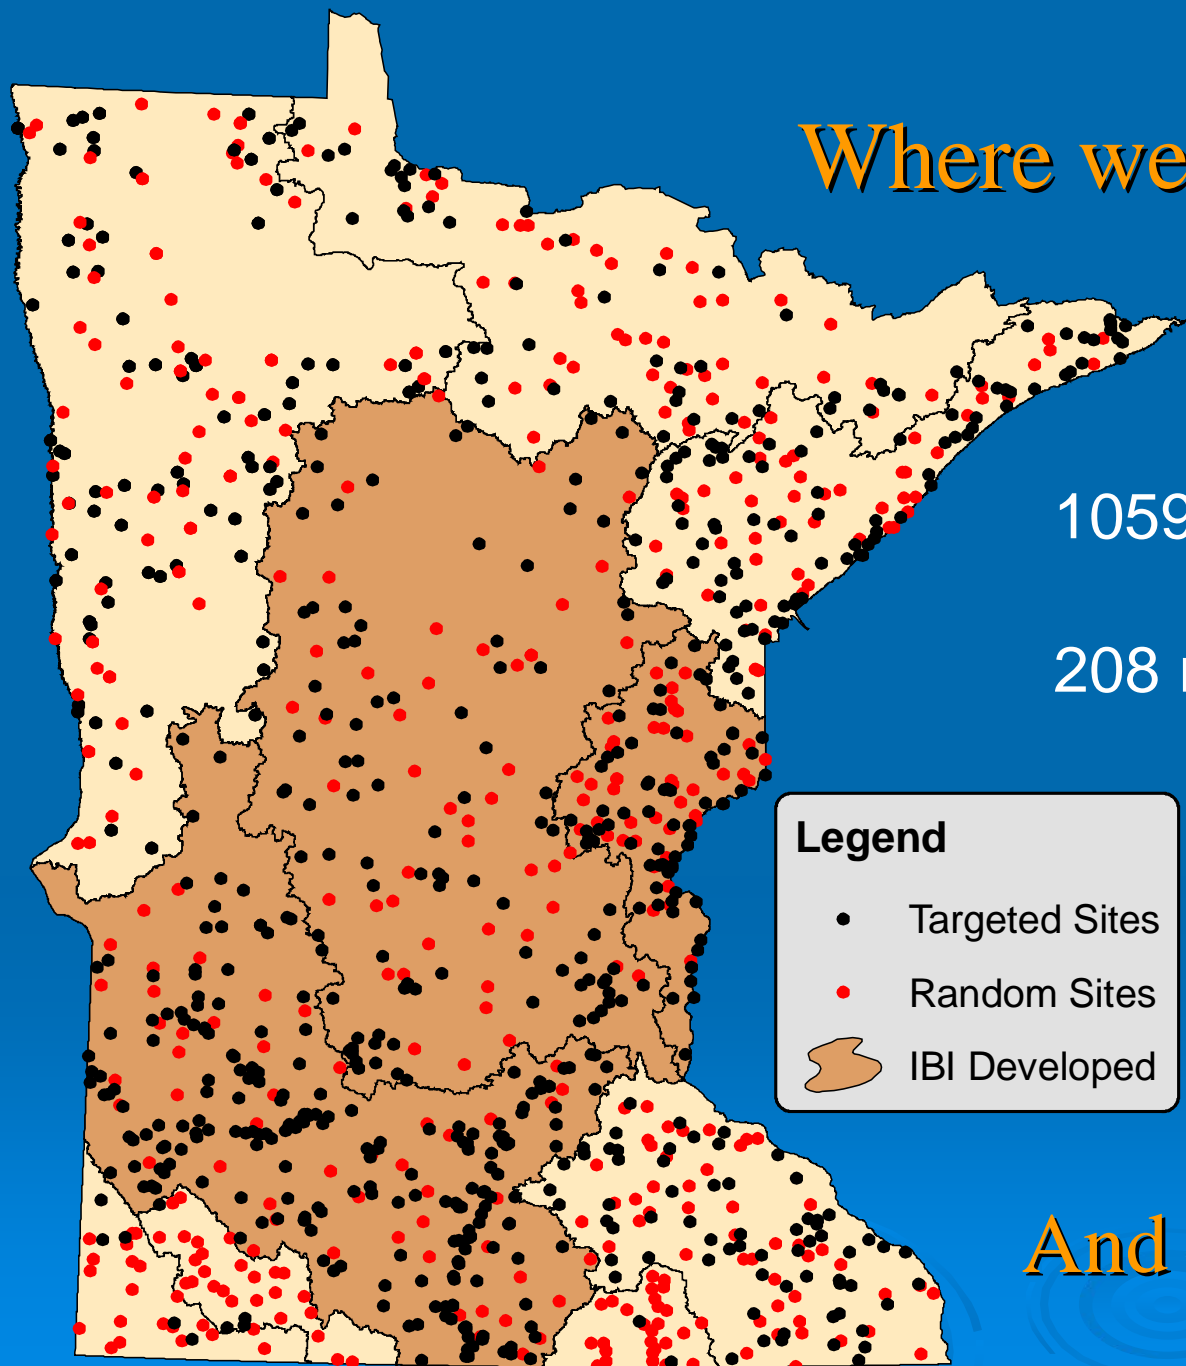 Where we
1059
208
Legend
Targeted Sites
Random Sites
IBI Developed
And